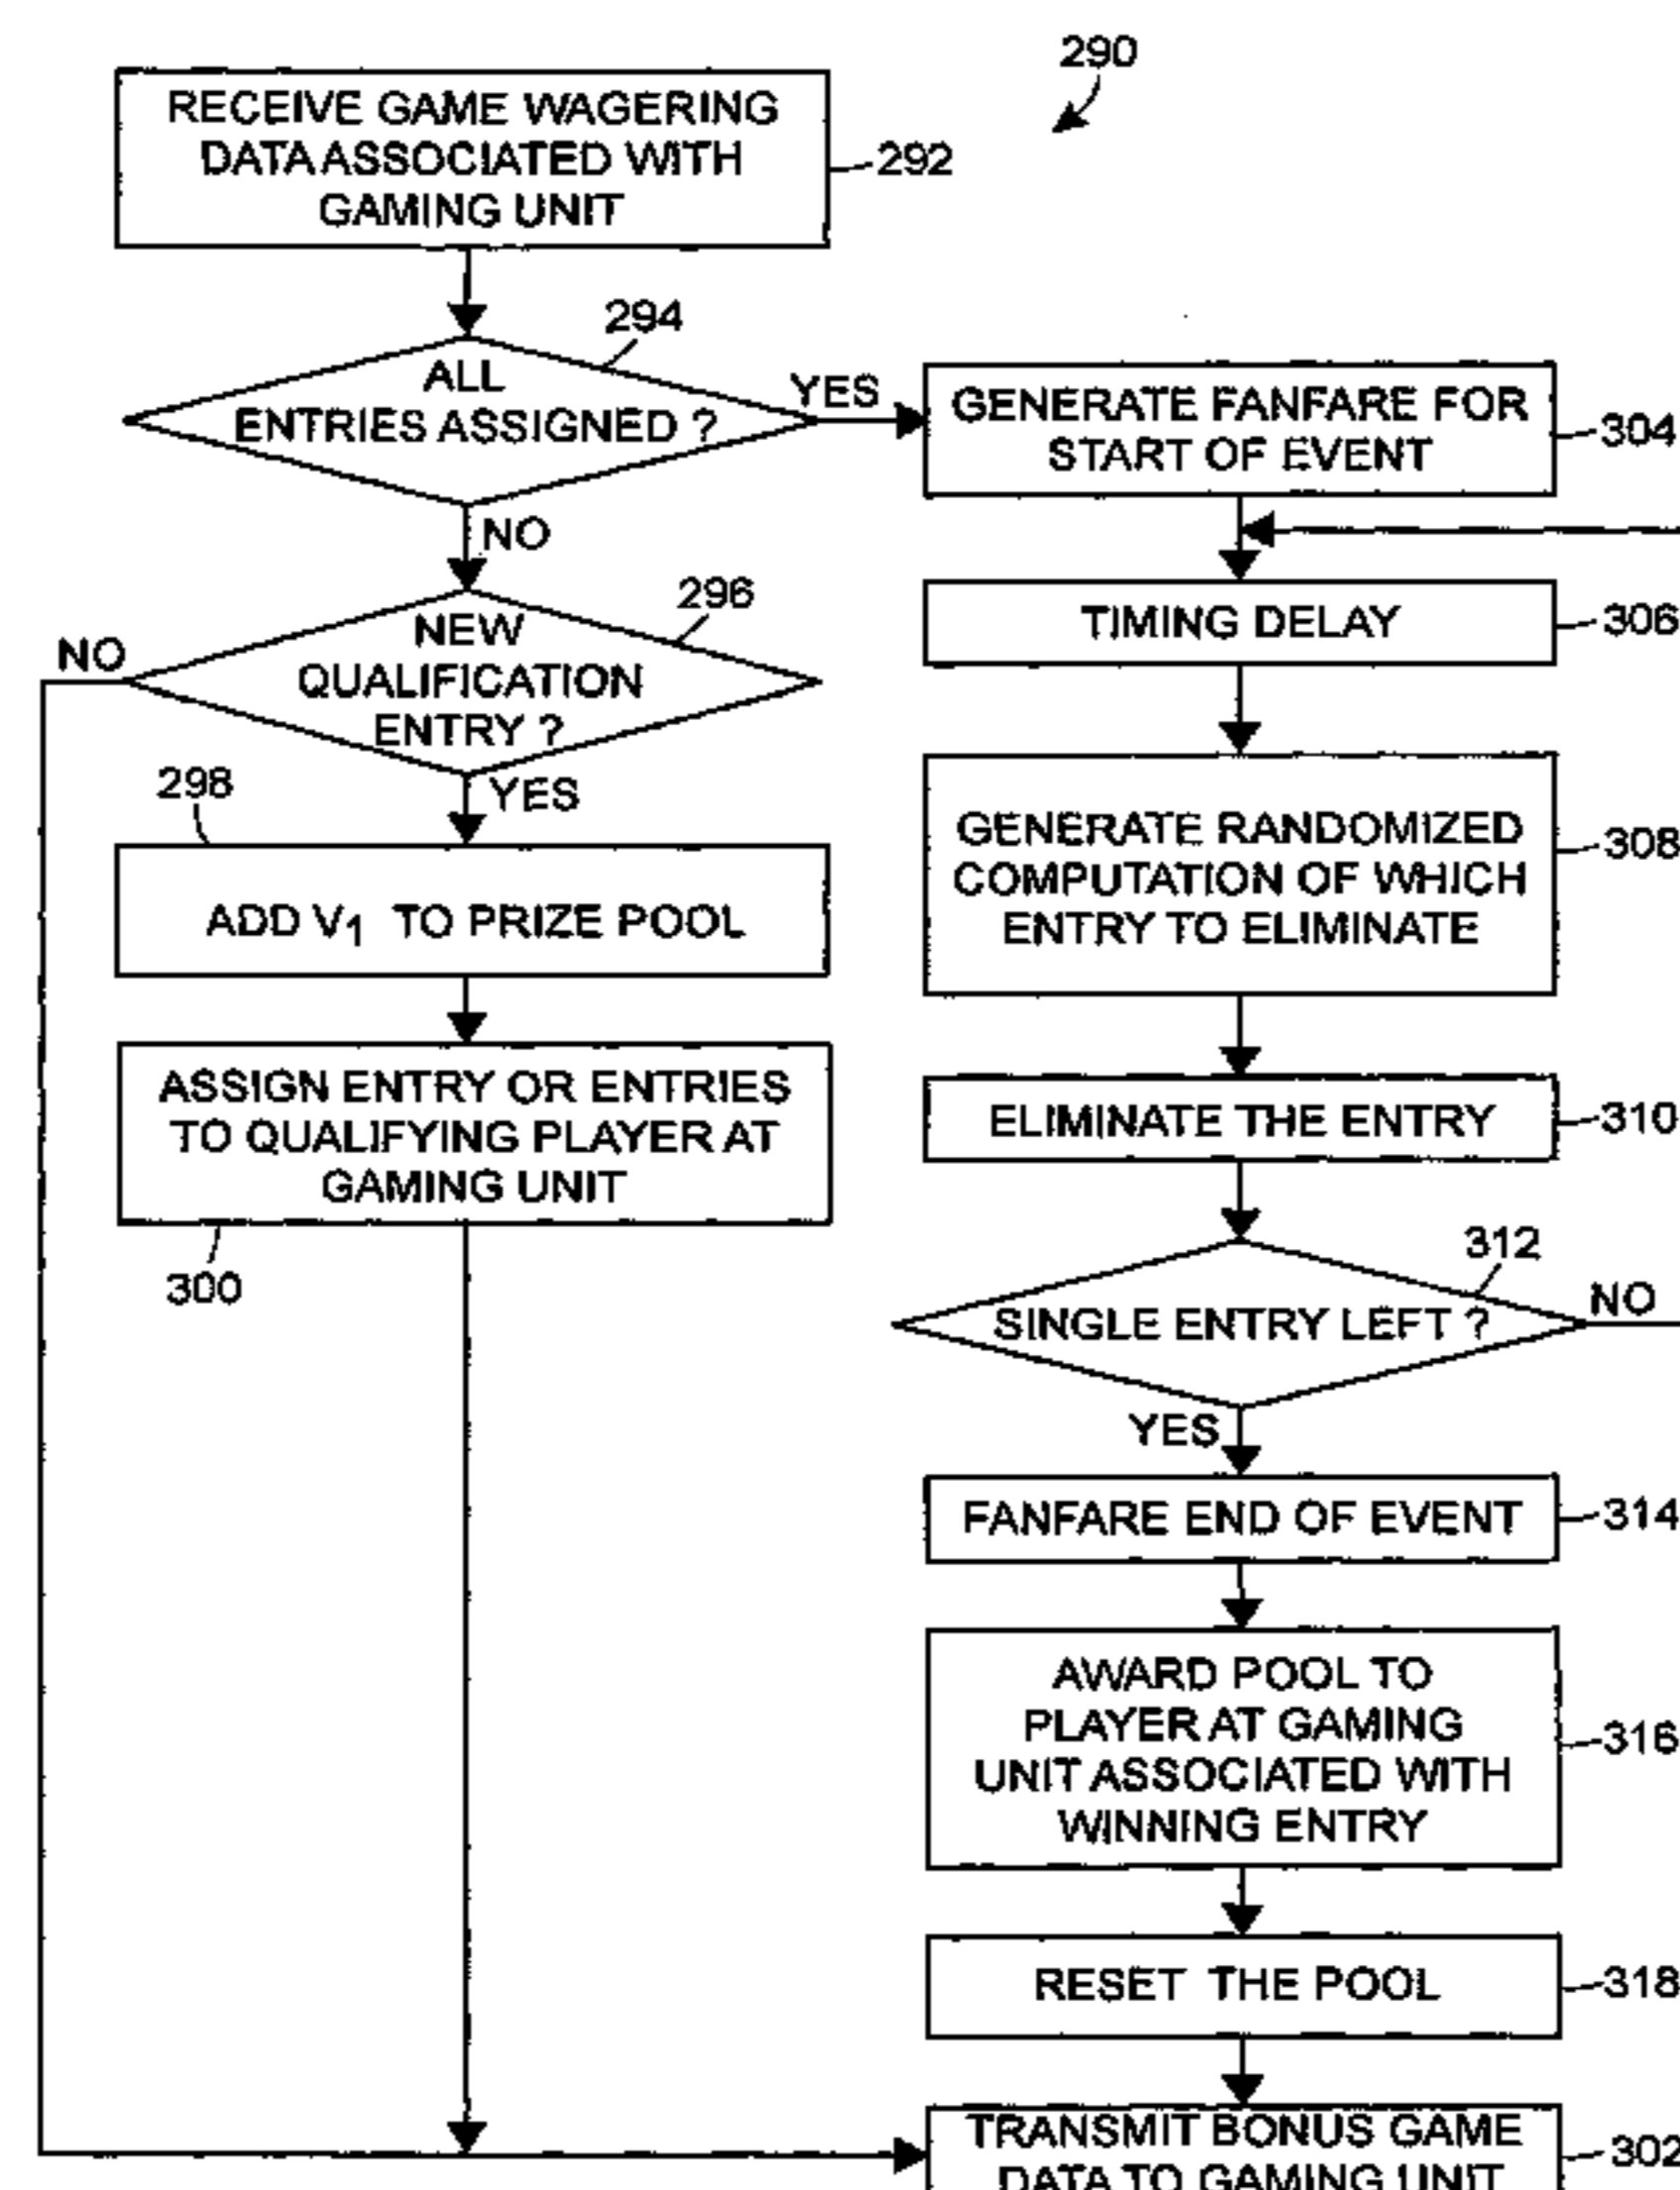 290
RECEIVE GAME WAGERING
DATA ASSOCIATED WITH
GAMING UNIT
292
294
ALL
ENTRIES ASSIGNED ?
YES
NO
296
NEW
QUALIFICATION
ENTRY ?
NO
YES
298
ADD V1 TO PRIZE POOL
ASSIGN ENTRY OR ENTRIES
TO QUALIFYING PLAYER AT
GAMING UNIT
300
GENERATE FANFARE FOR
START OF EVENT
304
TIMING DELAY
306
GENERATE RANDOMIZED
COMPUTATION OF WHICH
ENTRY TO ELIMINATE
308
ELIMINATE THE ENTRY
310
312
SINGLE ENTRY LEFT ?
NO
YES
FANFARE END OF EVENT
314
AWARD POOL TO
PLAYER AT GAMING
UNIT ASSOCIATED WITH
WINNING ENTRY
316
RESET THE POOL
318
TRANSMIT BONUS GAME
DATA TO GAMING UNIT
302